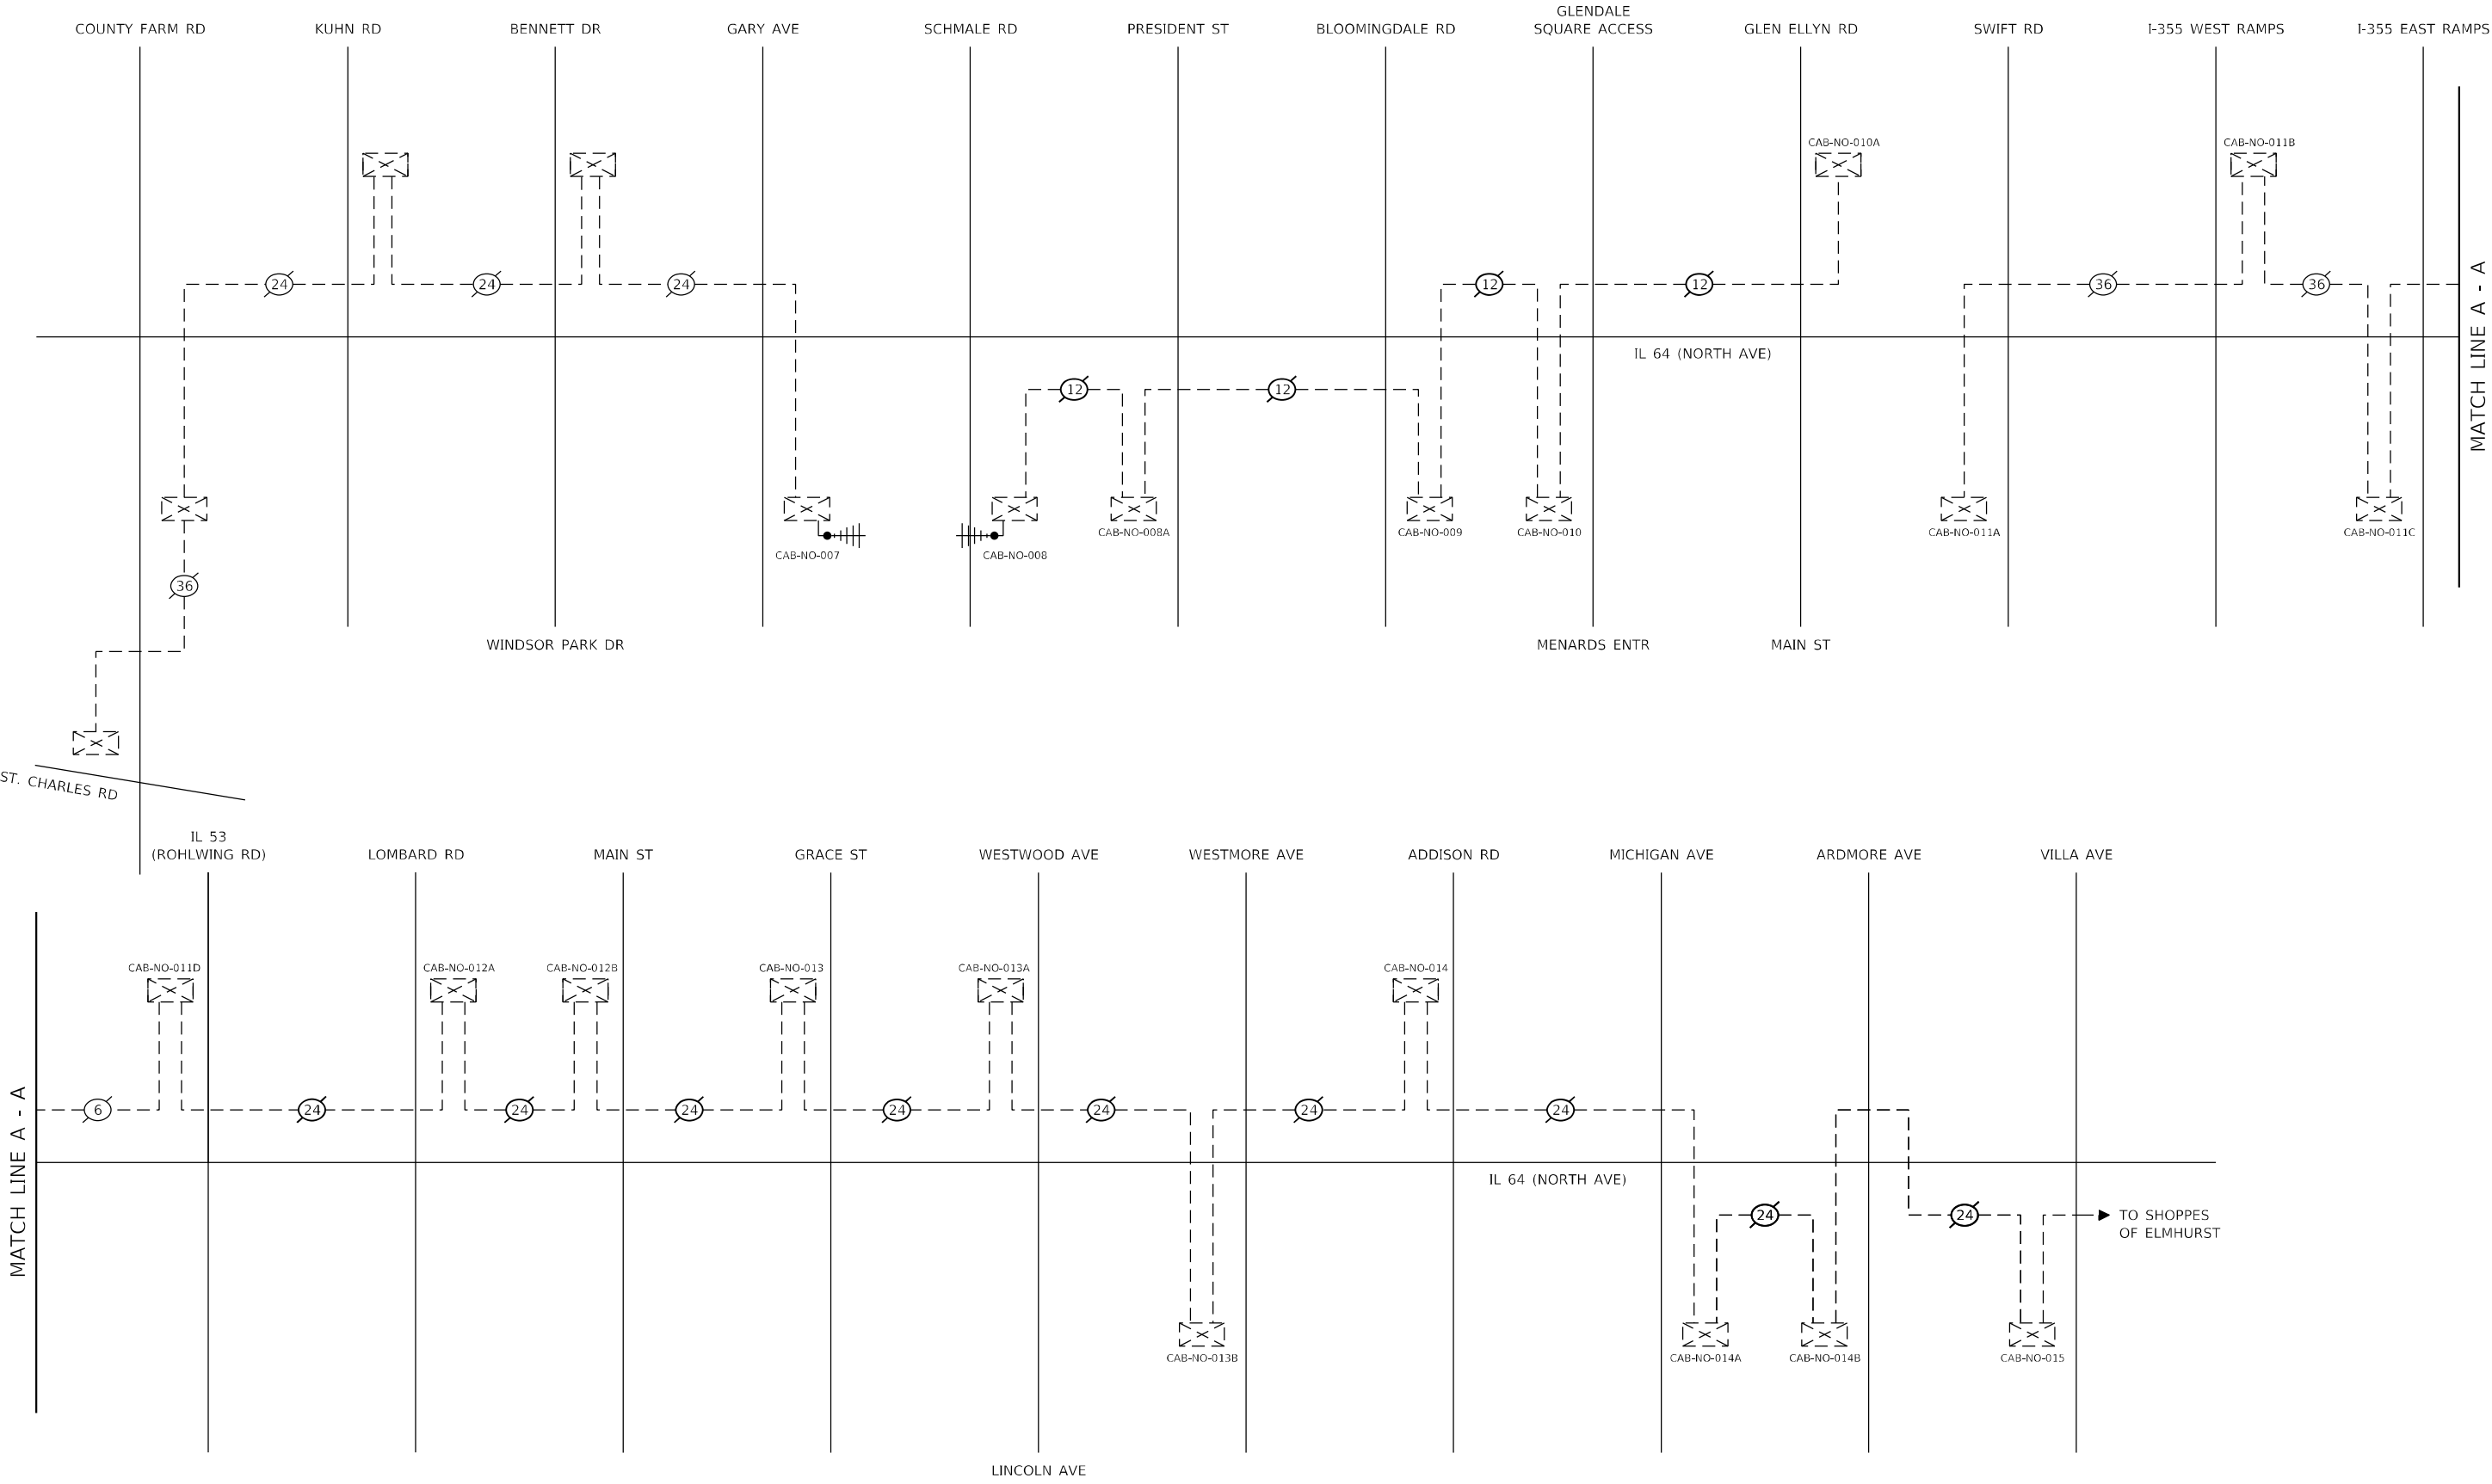 GLENDALE
COUNTY FARM RD
KUHN RD
BENNETT DR
GARY AVE
SCHMALE RD
PRESIDENT ST
BLOOMINGDALE RD
SQUARE ACCESS
GLEN ELLYN RD
SWIFT RD
I-355 WEST RAMPS
I-355 EAST RAMPS
CAB-NO-010A
CAB-NO-011B
24
24
24
12
12
36
36
MATCH LINE A - A
IL 64 (NORTH AVE)
12
12
CAB-NO-008A
CAB-NO-009
CAB-NO-010
CAB-NO-011A
CAB-NO-011C
CAB-NO-007
CAB-NO-008
36
WINDSOR PARK DR
MENARDS ENTR
MAIN ST
ST. CHARLES RD
IL 53
(ROHLWING RD)
LOMBARD RD
MAIN ST
GRACE ST
WESTWOOD AVE
WESTMORE AVE
ADDISON RD
MICHIGAN AVE
ARDMORE AVE
VILLA AVE
CAB-NO-011D
CAB-NO-012A
CAB-NO-012B
CAB-NO-013
CAB-NO-013A
CAB-NO-014
MATCH LINE A - A
6
24
24
24
24
24
24
24
IL 64 (NORTH AVE)
24
24
TO SHOPPES
OF ELMHURST
CAB-NO-013B
CAB-NO-014A
CAB-NO-014B
CAB-NO-015
LINCOLN AVE